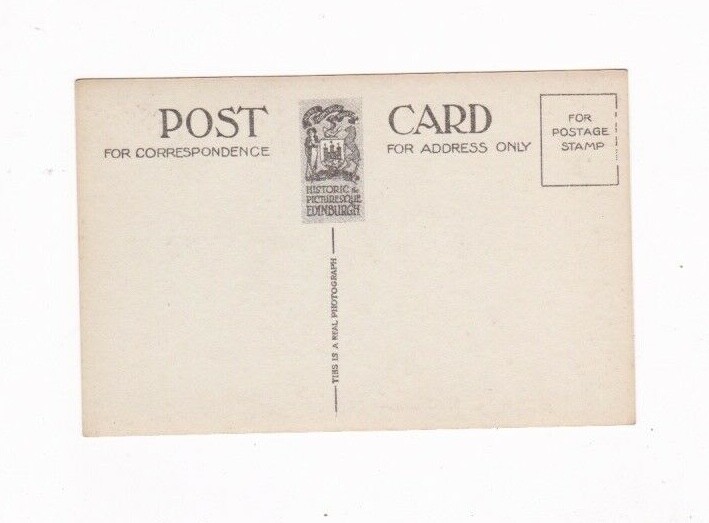 POST CARD
FOR CORRESPONDENCE
FOR ADDRESS ONLY
FOR
POSTAGE
STAMP
HISTORIC &
PICTURESQUE
EDINBURGH
THIS IS A REAL PHOTOGRAPH